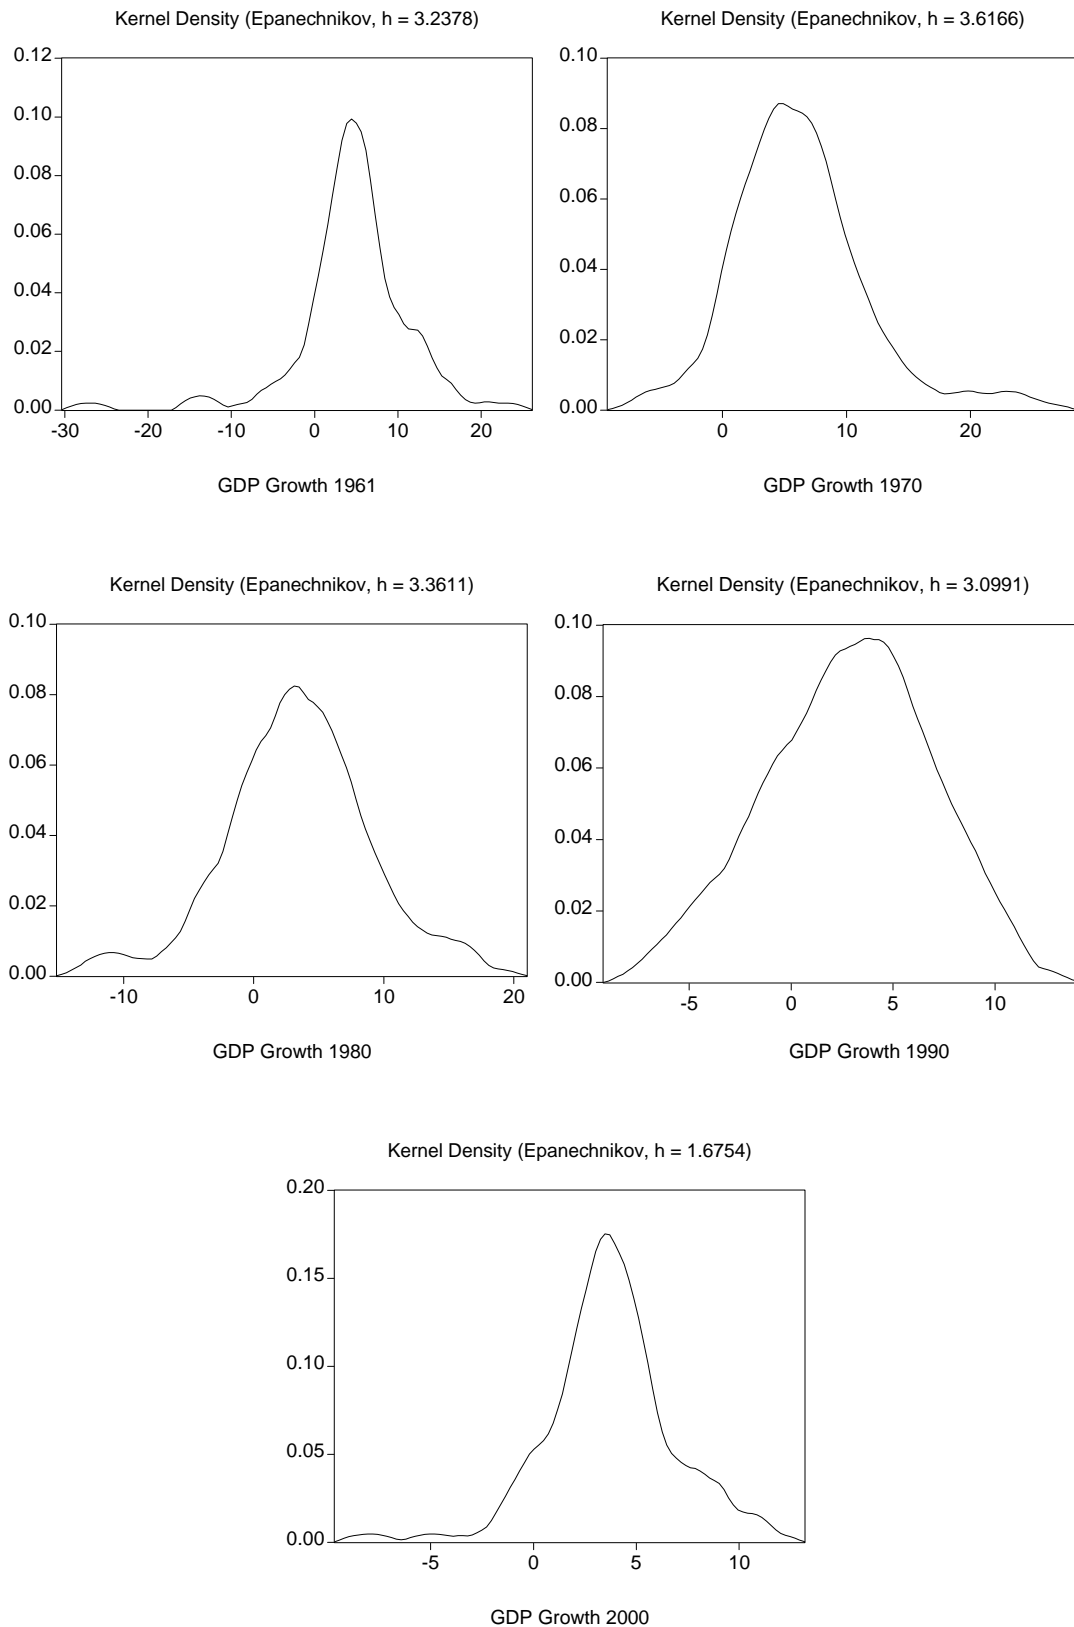 Kernel Density (Epanechnikov, h = 3.2378)
0.12
0.10
0.08
0.06
0.04
0.02
0.00
-30 -20 -10 0 10 20
GDP Growth 1961
Kernel Density (Epanechnikov, h = 3.6166)
0.10
0.08
0.06
0.04
0.02
0.00
0 10 20
GDP Growth 1970
Kernel Density (Epanechnikov, h = 3.3611)
0.10
0.08
0.06
0.04
0.02
0.00
-10 0 10 20
GDP Growth 1980
Kernel Density (Epanechnikov, h = 3.0991)
0.10
0.08
0.06
0.04
0.02
0.00
-5 0 5 10
GDP Growth 1990
Kernel Density (Epanechnikov, h = 1.6754)
0.20
0.15
0.10
0.05
0.00
-5 0 5 10
GDP Growth 2000